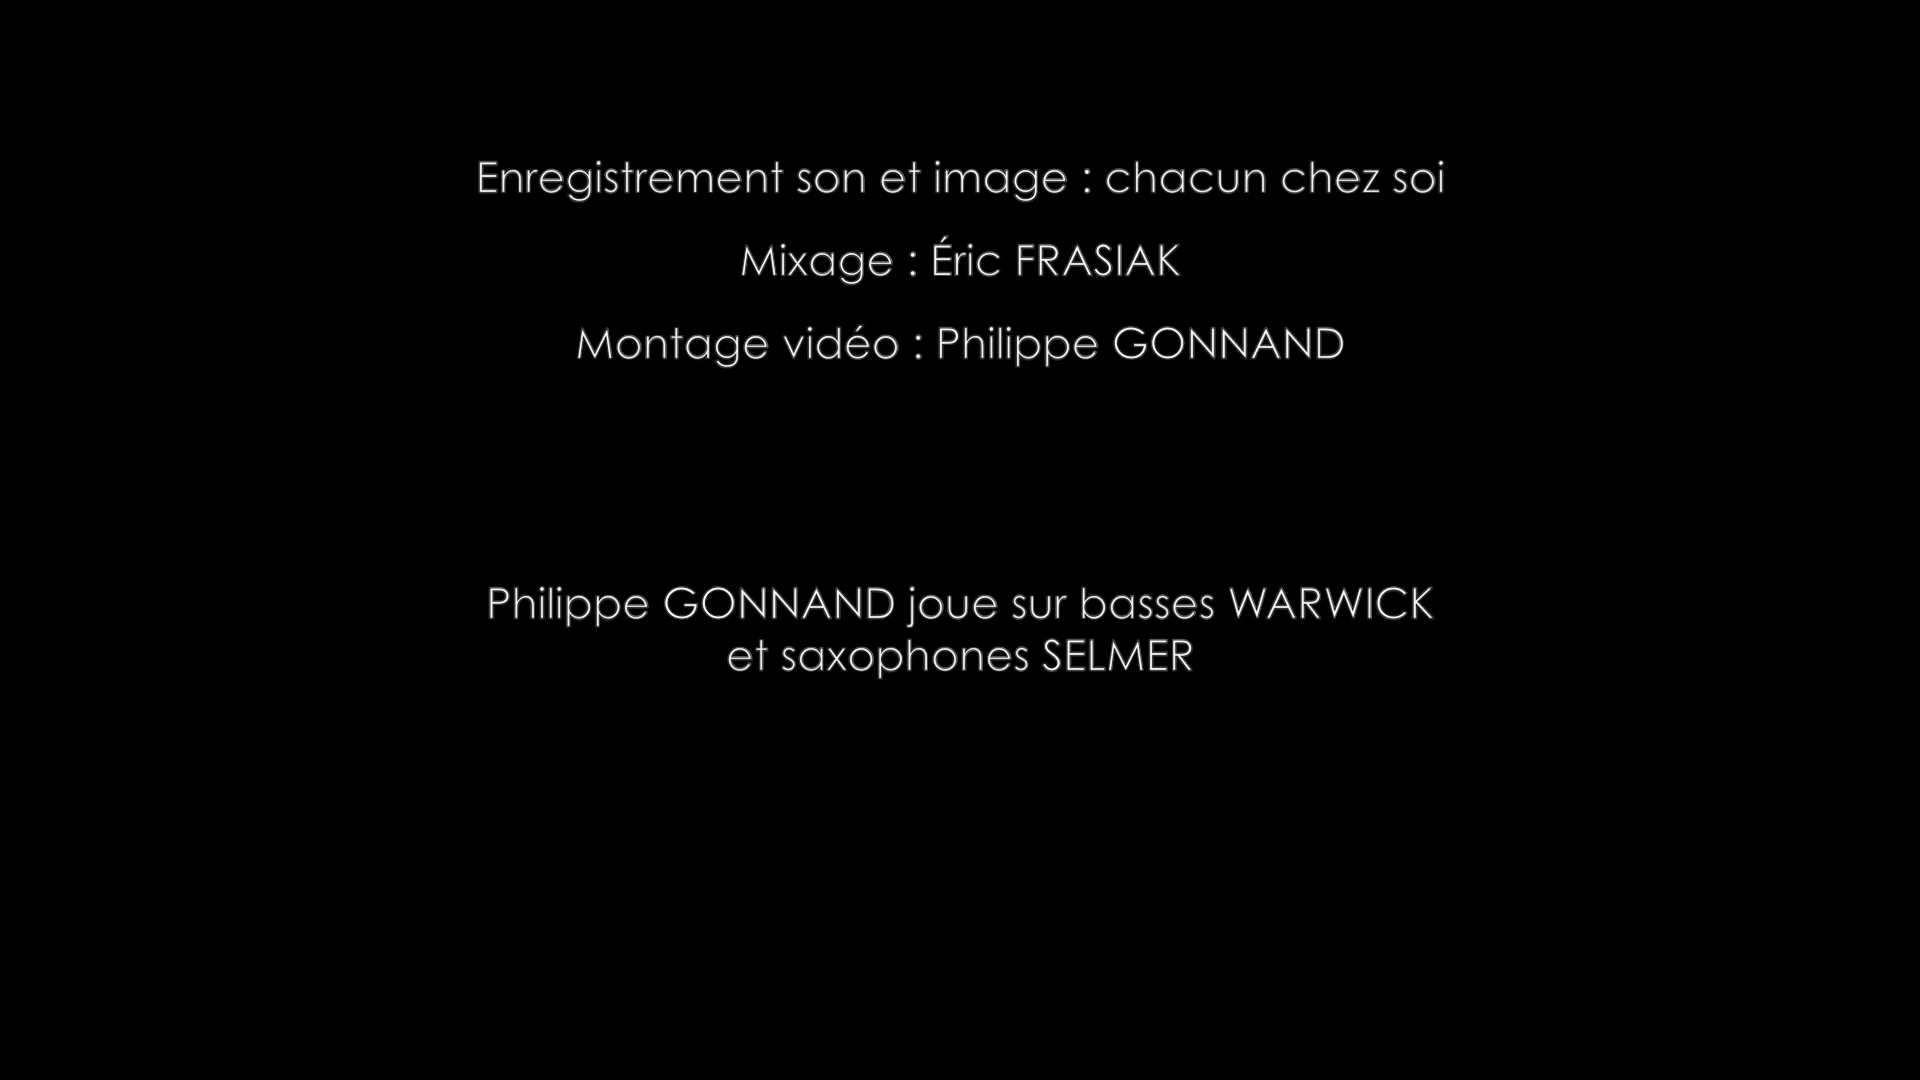 Enregistrement son et image : chacun chez soi
Mixage : Éric FRASIAK
Montage vidéo : Philippe GONNAND
Philippe GONNAND joue sur basses WARWICK
et saxophones SELMER